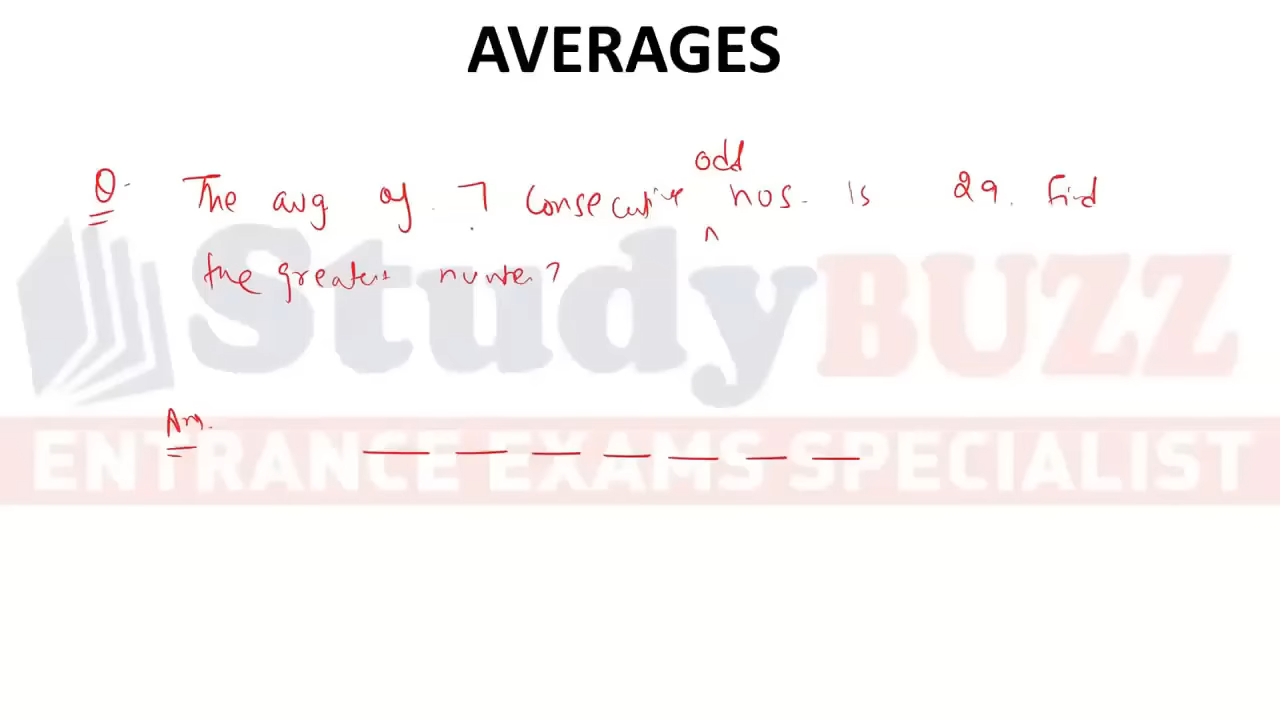 AVERAGES
Q. The avg of 7 consecutive odd nos. is 29. Find
the greatest number?
StudyBUZZ
Ans.
ENTRANCE EXAMS SPECIALIST